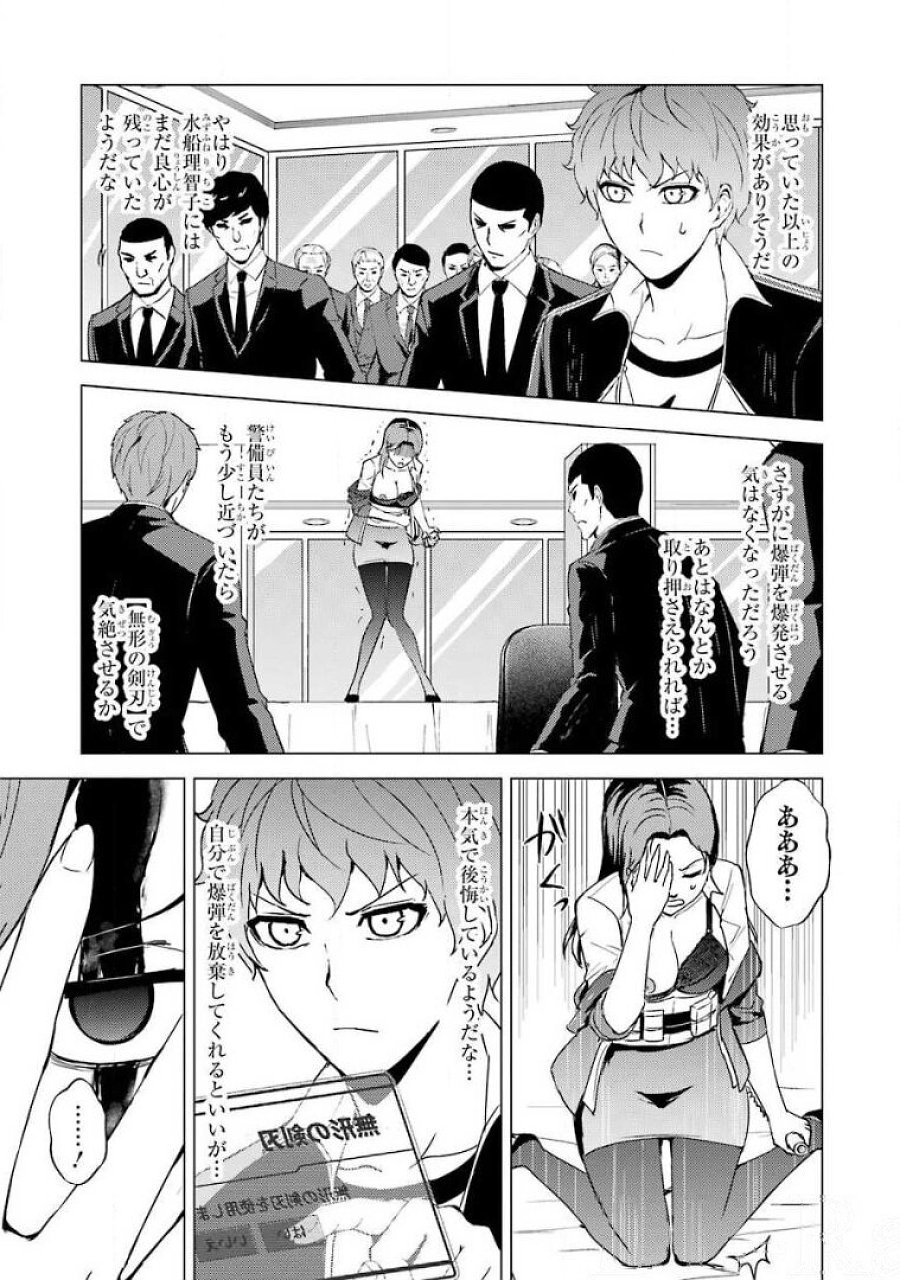 思っていた以上の
効果がありそうだ
やはり
水船理智子には
まだ良心が
残っていた
ようだな
さすがに爆弾を爆発させる
気はなくなっただろう
あとはなんとか
取り押さえられれば…
警備員たちが
もう少し近づいたら
【無形の剣刃】で
気絶させるか
あああ…
がくっ
本気で後悔しているようだな…
自分で爆弾を放棄してくれるといいが…
無形の剣刃
無形の剣刃を使用しま
はい
いいえ
………！